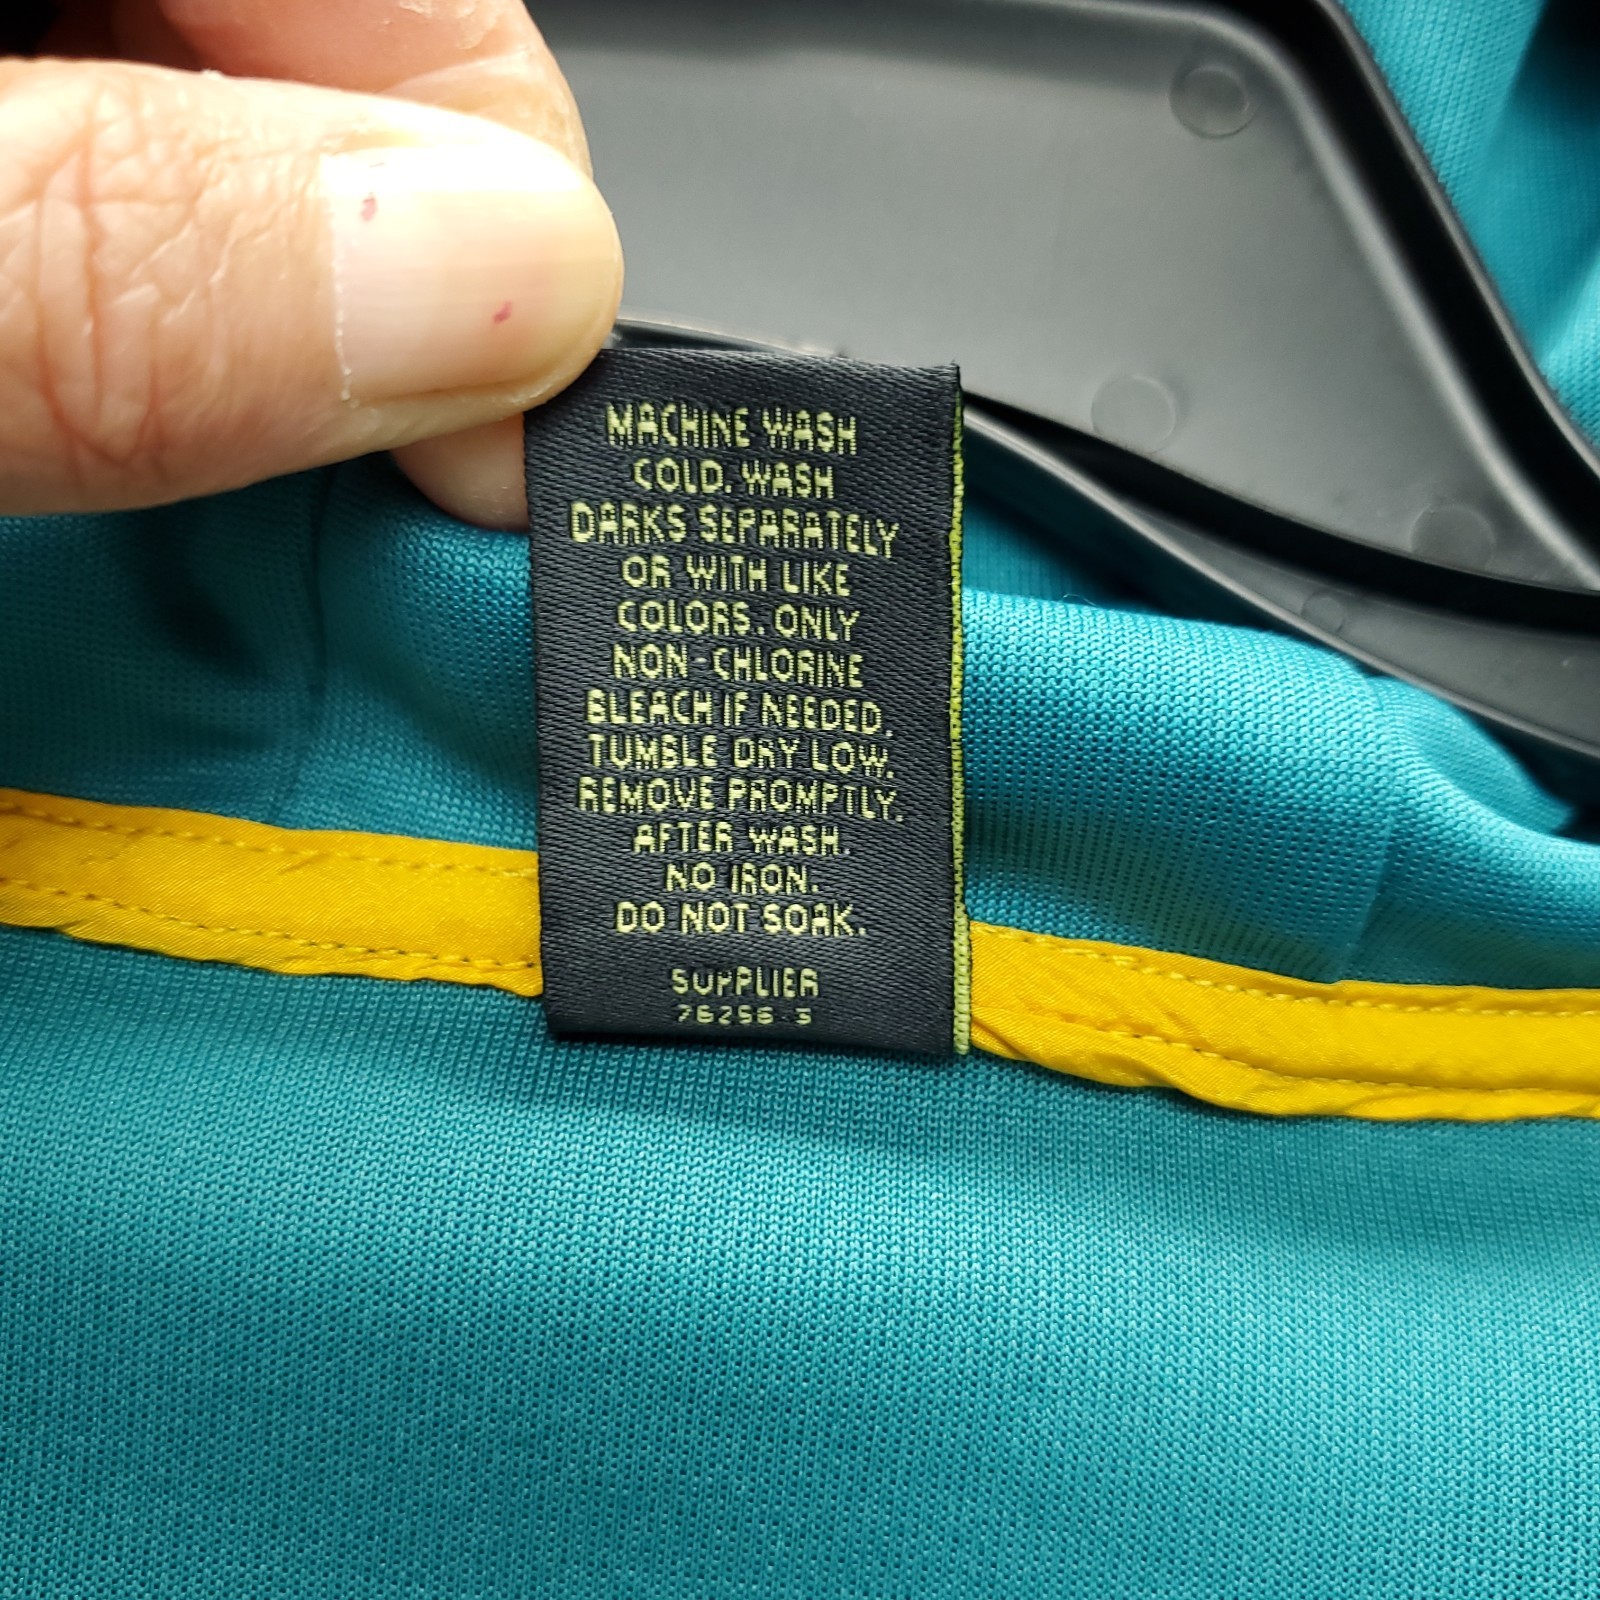 MACHINE WASH
COLD. WASH
DARKS SEPARATELY
OR WITH LIKE
COLORS. ONLY
NON-CHLORINE
BLEACH IF NEEDED.
TUMBLE DRY LOW.
REMOVE PROMPTLY.
AFTER WASH.
NO IRON.
DO NOT SOAK.
SUPPLIER
76256-3